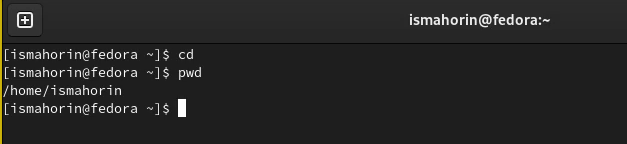 ismahorin@fedora:~
[ismahorin@fedora ~]$ cd
[ismahorin@fedora ~]$ pwd
/home/ismahorin
[ismahorin@fedora ~]$